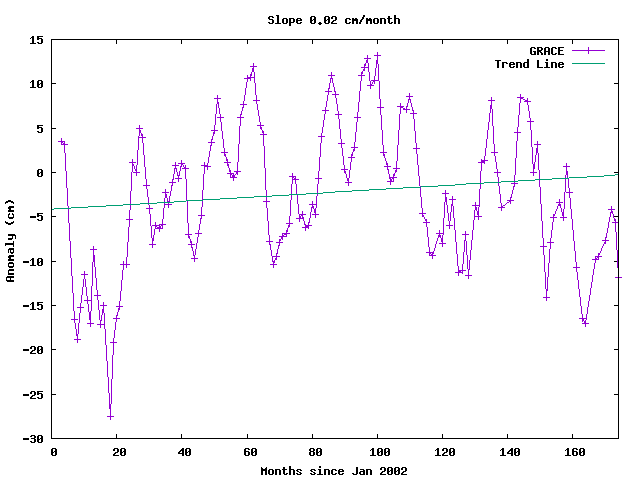 Slope 0.02 cm/month
GRACE
Trend Line
15
10
5
0
-5
-10
-15
-20
-25
-30
Anomaly (cm)
0 20 40 60 80 100 120 140 160
Months since Jan 2002